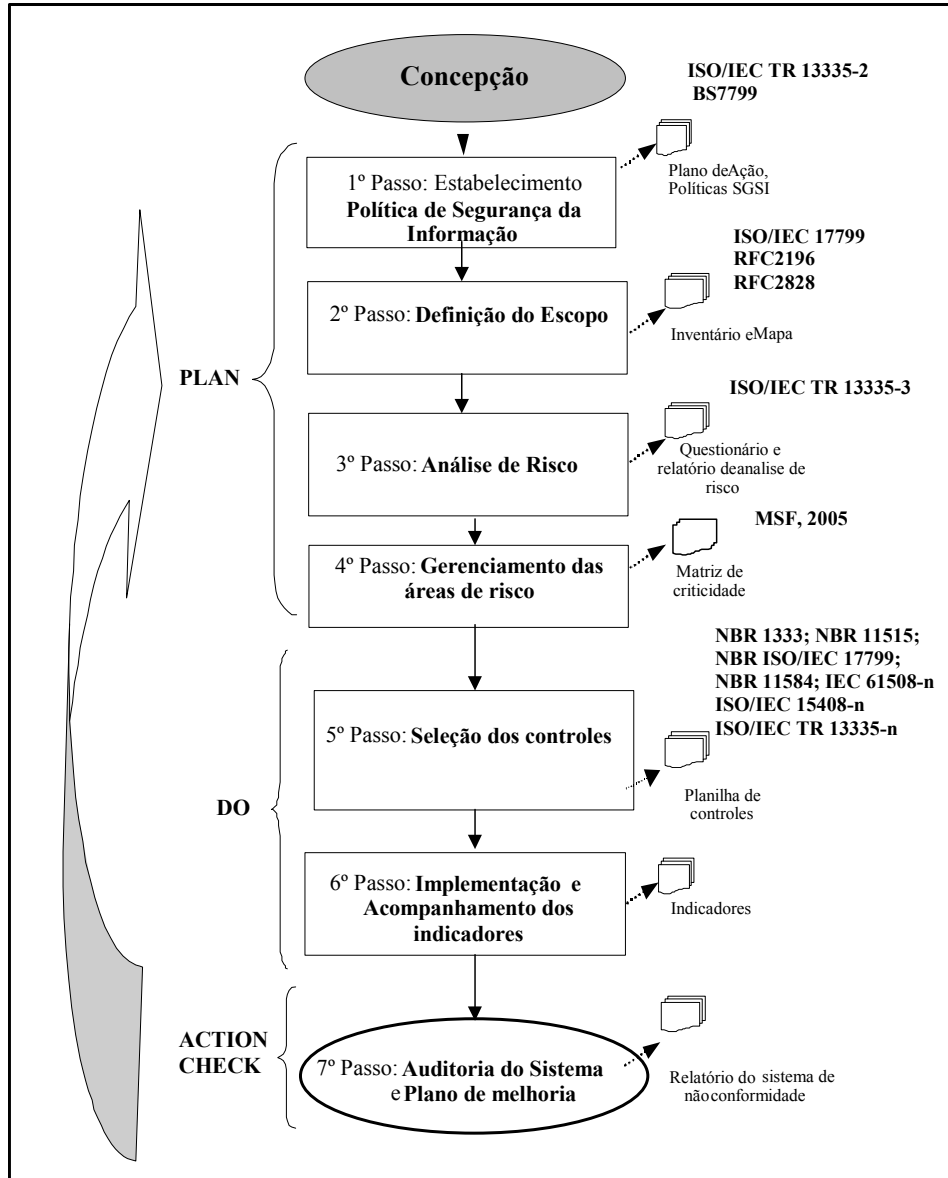 Concepção
ISO/IEC TR 13335-2
BS7799
1º Passo: Estabelecimento
Política de Segurança da
Informação
Plano deAção,
Políticas SGSI
ISO/IEC 17799
RFC2196
RFC2828
2º Passo: Definição do Escopo
Inventário eMapa
PLAN
ISO/IEC TR 13335-3
3º Passo: Análise de Risco
Questionário e
relatório deanalise de
risco
MSF, 2005
4º Passo: Gerenciamento das
áreas de risco
Matriz de
criticidade
NBR 1333; NBR 11515;
NBR ISO/IEC 17799;
NBR 11584; IEC 61508-n
ISO/IEC 15408-n
ISO/IEC TR 13335-n
5º Passo: Seleção dos controles
Planilha de
controles
DO
6º Passo: Implementação e
Acompanhamento dos
indicadores
Indicadores
ACTION
CHECK
7º Passo: Auditoria do Sistema
e Plano de melhoria
Relatório do sistema de
nãoconformidade